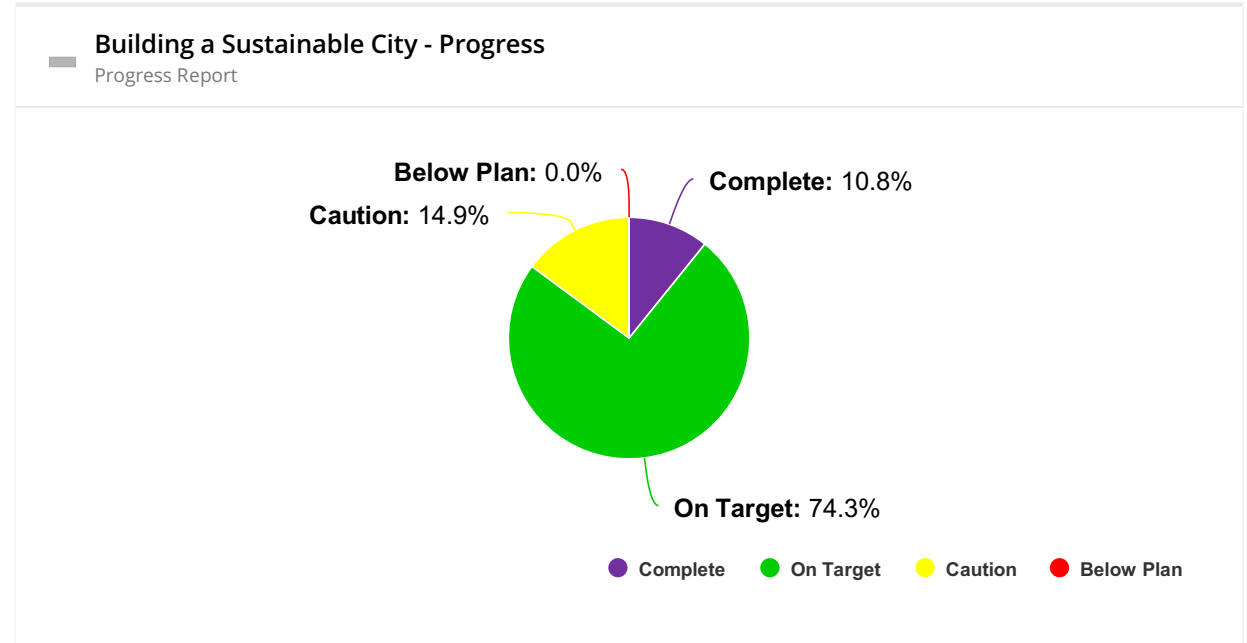 Building a Sustainable City - Progress
Progress Report
Below Plan: 0.0%
Complete: 10.8%
Caution: 14.9%
On Target: 74.3%
Complete On Target Caution Below Plan